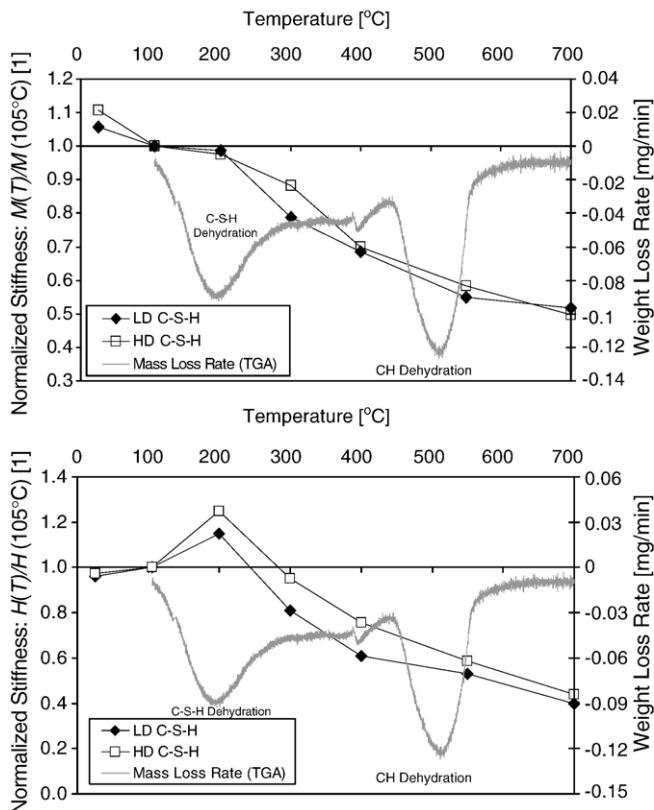 Temperature [°C]
0 100 200 300 400 500 600 700
Normalized Stiffness: M(T)/M (105°C) [1]
1.2
1.1
1.0
0.9
0.8
0.7
0.6
0.5
0.4
0.3
0.04
0.02
0
-0.02
-0.04
-0.06
-0.08
-0.1
-0.12
-0.14
Weight Loss Rate [mg/min]
C-S-H
Dehydration
LD C-S-H
HD C-S-H
Mass Loss Rate (TGA)
CH Dehydration
Temperature [°C]
0 100 200 300 400 500 600 700
Normalized Stiffness: H(T)/H (105°C) [1]
1.4
1.2
1.0
0.8
0.6
0.4
0.2
0.0
0.06
0.03
0
-0.03
-0.06
-0.09
-0.12
-0.15
Weight Loss Rate [mg/min]
C-S-H Dehydration
LD C-S-H
HD C-S-H
Mass Loss Rate (TGA)
CH Dehydration